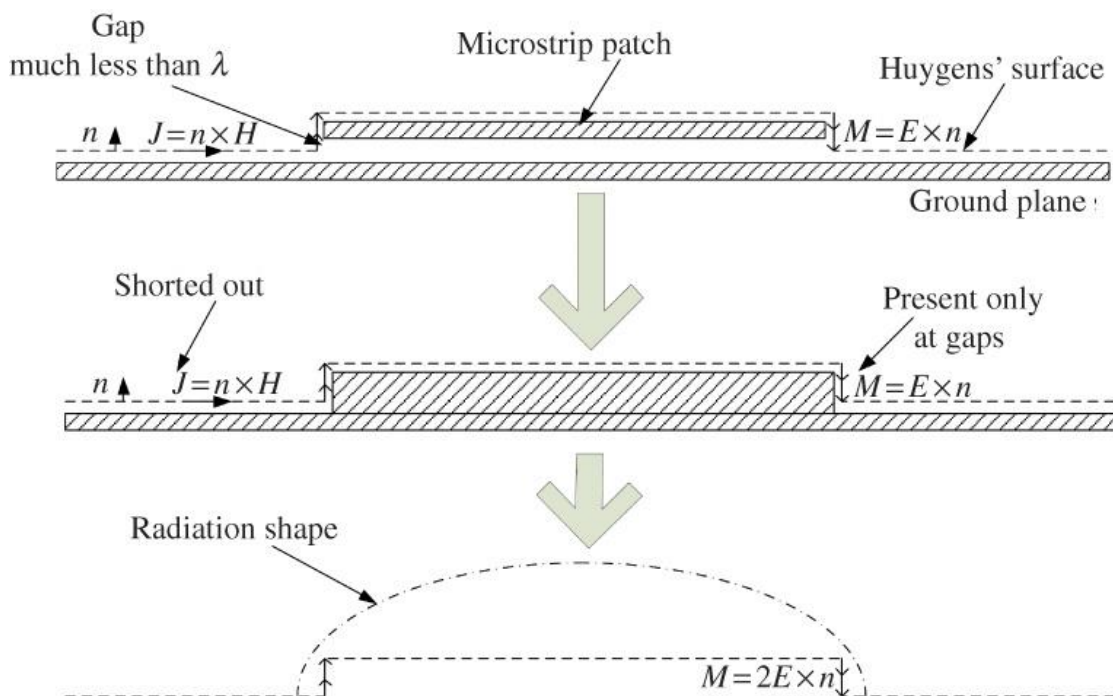 Gap
much less than λ
Microstrip patch
Huygens' surface
n
J=n×H
M=E×n
Ground plane
Shorted out
Present only
at gaps
n
J=n×H
M=E×n
Radiation shape
M=2E×n